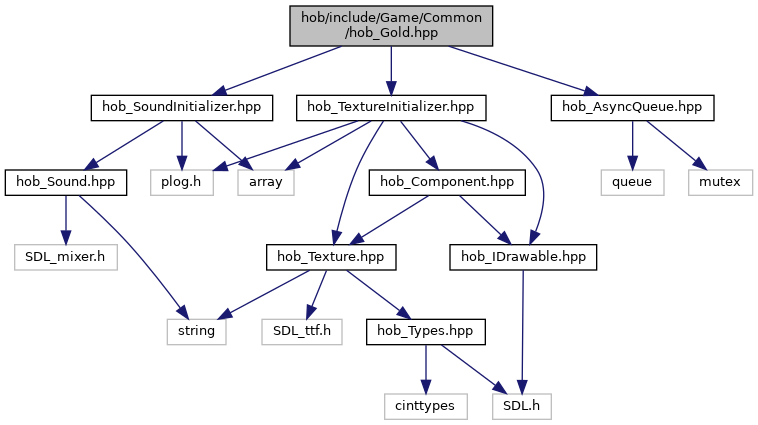 hob/include/Game/Common
/hob_Gold.hpp
hob_SoundInitializer.hpp
hob_TextureInitializer.hpp
hob_AsyncQueue.hpp
hob_Sound.hpp
plog.h
array
hob_Component.hpp
queue
mutex
SDL_mixer.h
hob_Texture.hpp
hob_IDrawable.hpp
string
SDL_ttf.h
hob_Types.hpp
cinttypes
SDL.h